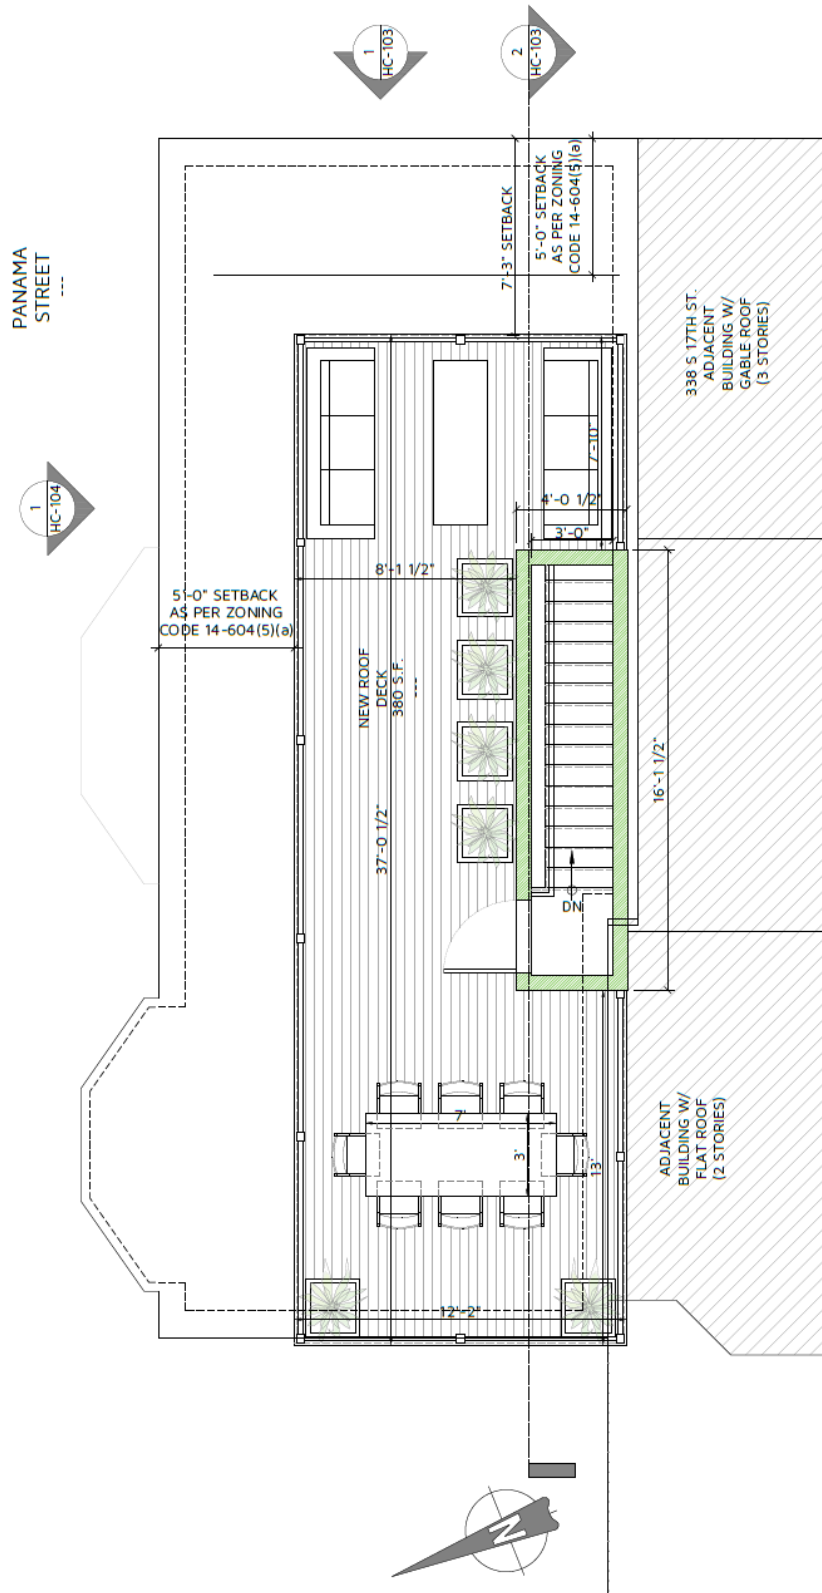 1
HC-103
2
HC-103
PANAMA
STREET
---
7'-3" SETBACK
5'-0" SETBACK
AS PER ZONING
CODE 14-604(5)(a)
338 S 17TH ST.
ADJACENT
BUILDING W/
GABLE ROOF
(3 STORIES)
1
HC-104
7'-10"
4'-0 1/2"
3'-0"
8'-1 1/2"
5'-0" SETBACK
AS PER ZONING
CODE 14-604(5)(a)
NEW ROOF
DECK
380 S.F.
---
37'-0 1/2"
16'-1 1/2"
DN
7'
3'
13'
ADJACENT
BUILDING W/
FLAT ROOF
(2 STORIES)
12'-2"
N